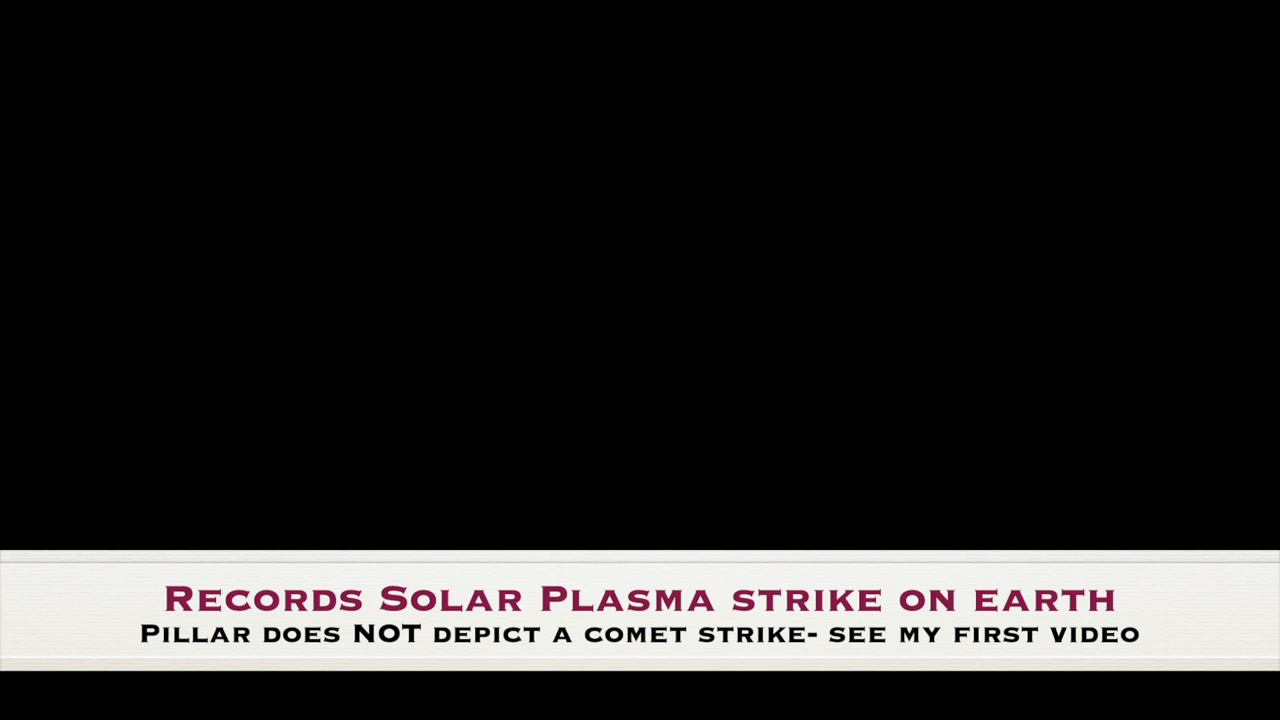 Records Solar Plasma strike on earth
Pillar does NOT depict a comet strike- see my first video